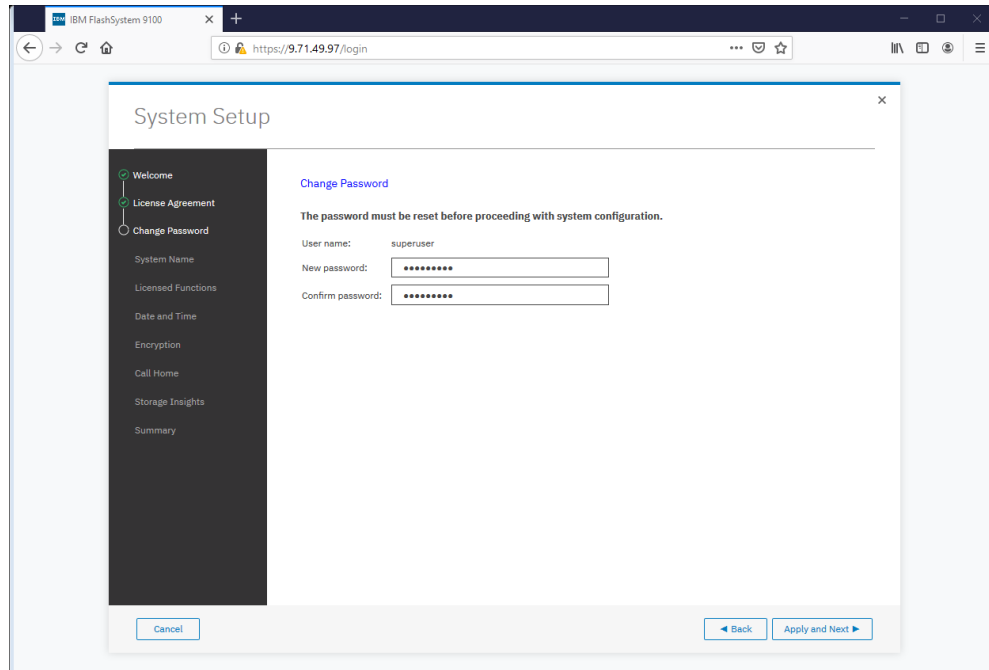 IBM IBM FlashSystem 9100
https://9.71.49.97/login
System Setup
Welcome
License Agreement
Change Password
System Name
Licensed Functions
Date and Time
Encryption
Call Home
Storage Insights
Summary
Change Password
The password must be reset before proceeding with system configuration.
User name: superuser
New password: •••••••••
Confirm password: •••••••••
Cancel
Back
Apply and Next